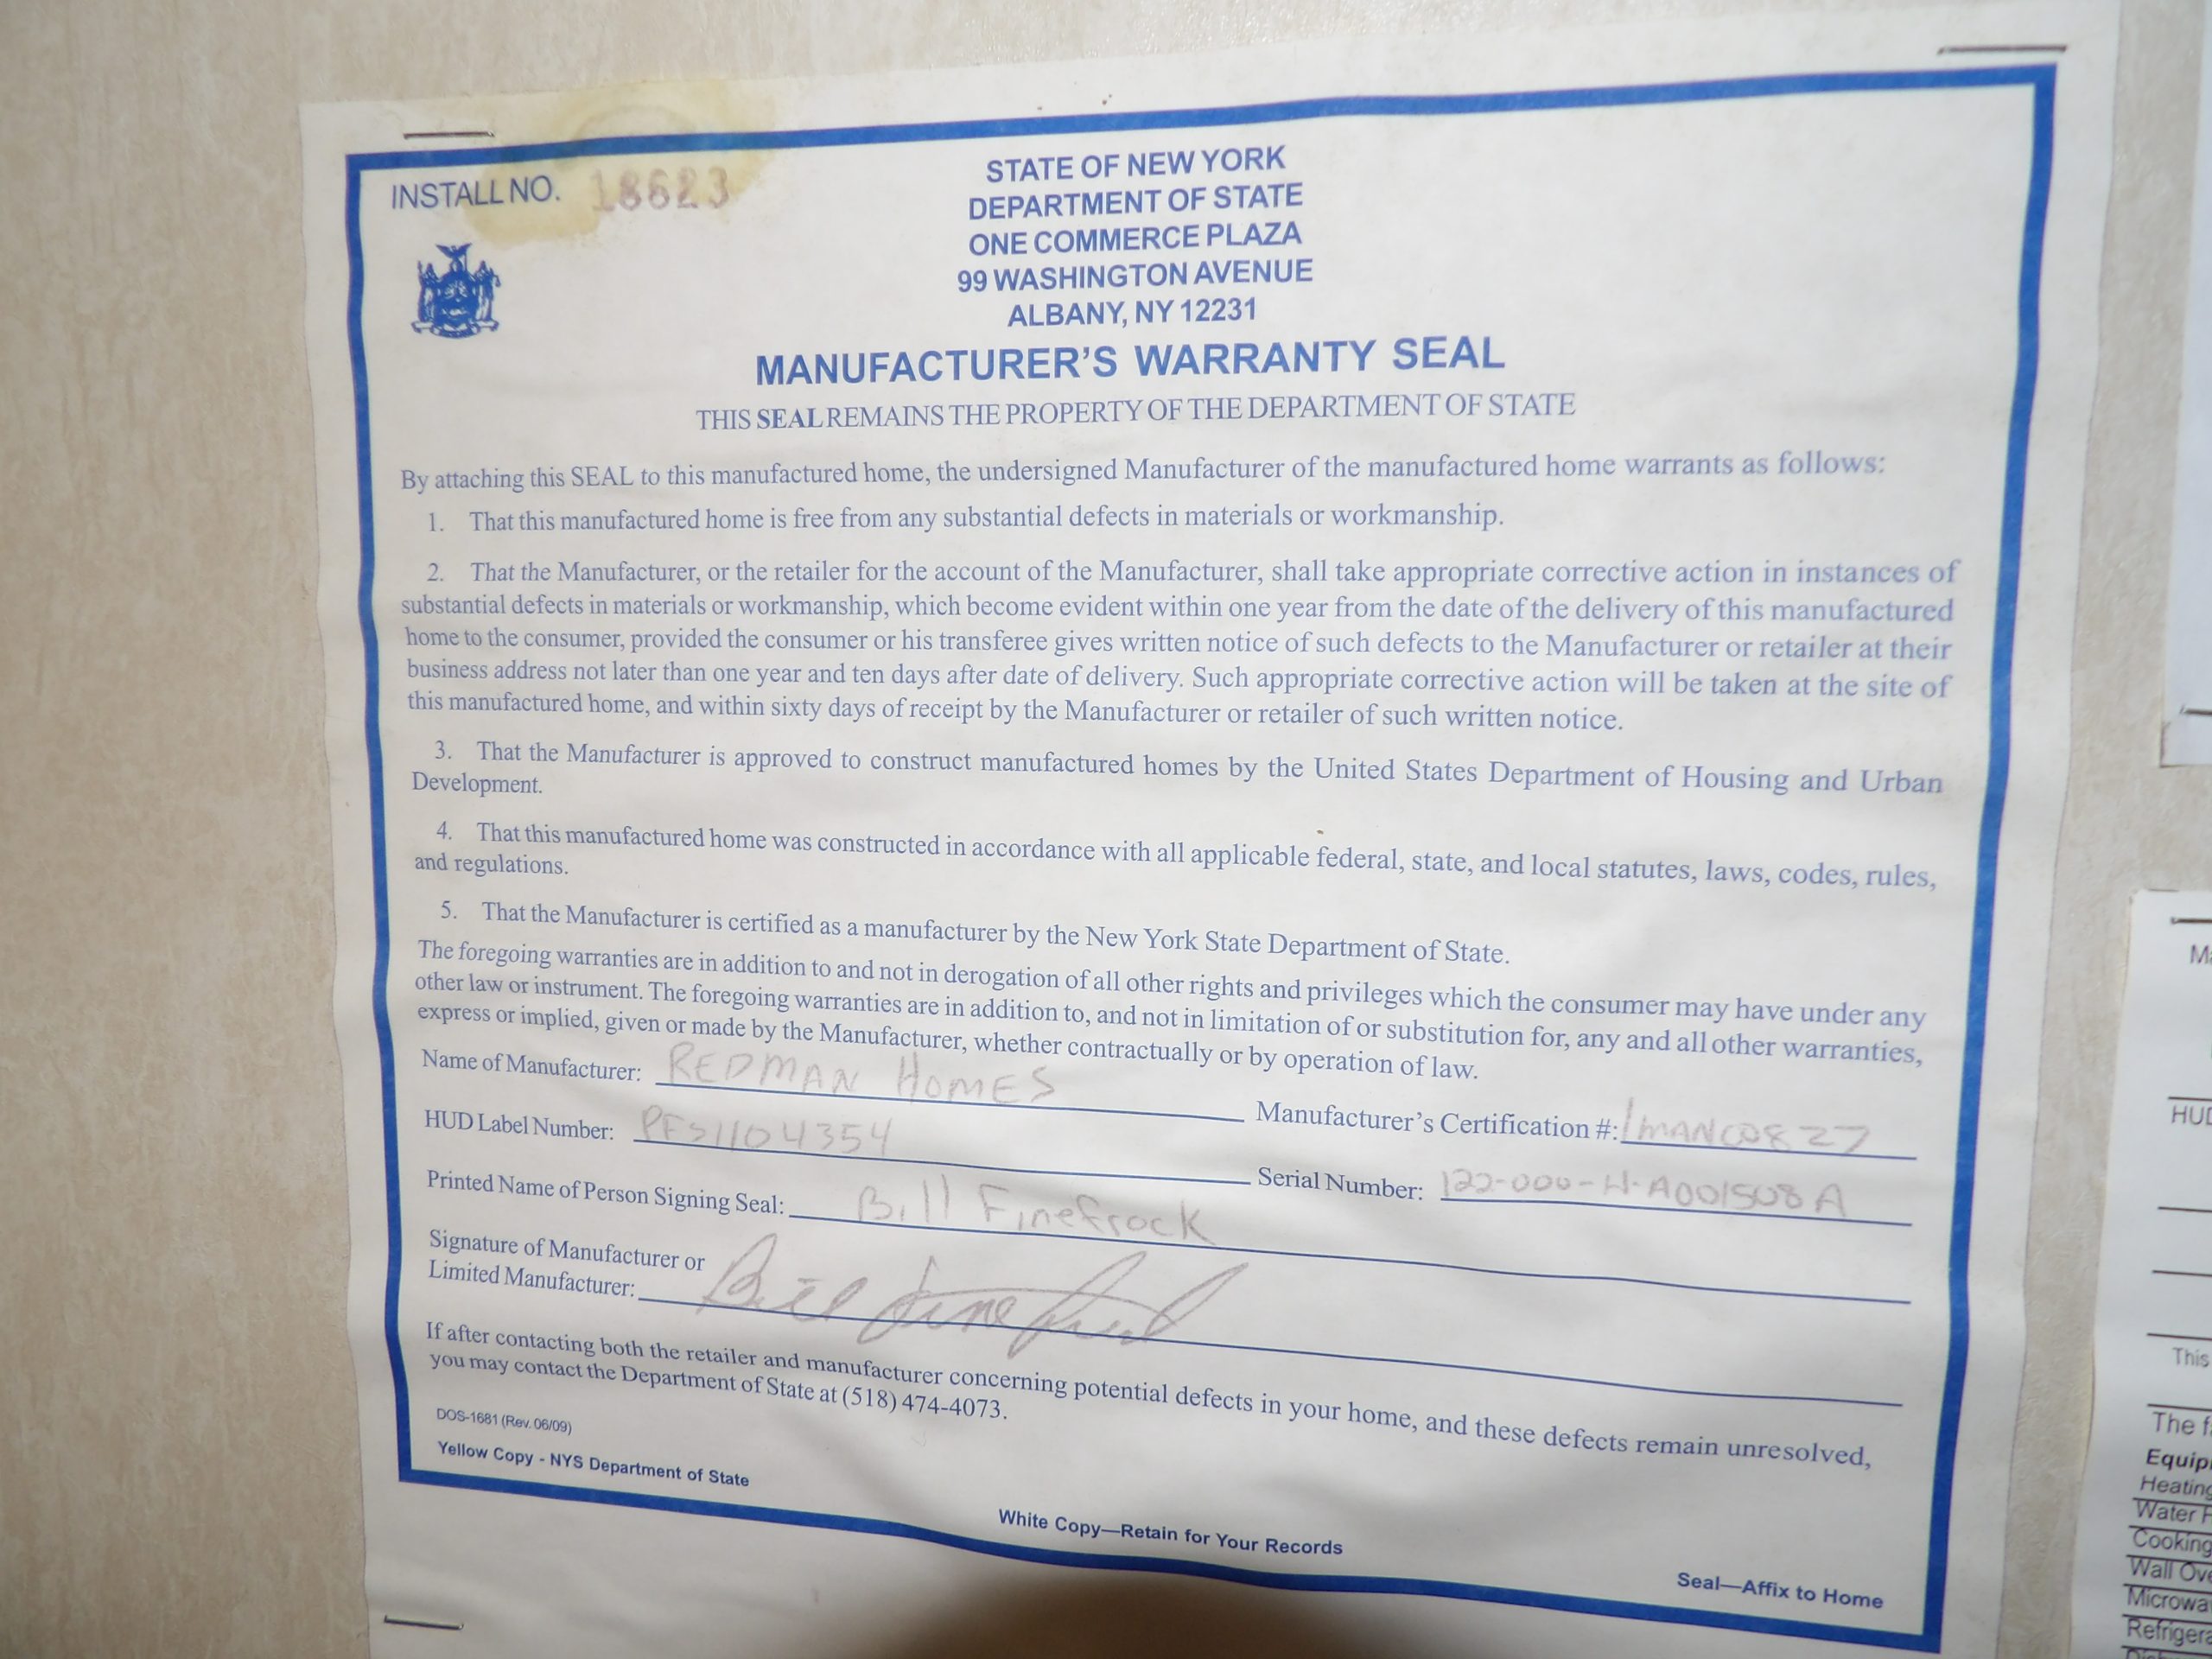 INSTALL NO. 18623
STATE OF NEW YORK
DEPARTMENT OF STATE
ONE COMMERCE PLAZA
99 WASHINGTON AVENUE
ALBANY, NY 12231
MANUFACTURER'S WARRANTY SEAL
THIS SEAL REMAINS THE PROPERTY OF THE DEPARTMENT OF STATE
By attaching this SEAL to this manufactured home, the undersigned Manufacturer of the manufactured home warrants as follows:
1. That this manufactured home is free from any substantial defects in materials or workmanship.
2. That the Manufacturer, or the retailer for the account of the Manufacturer, shall take appropriate corrective action in instances of
substantial defects in materials or workmanship, which become evident within one year from the date of the delivery of this manufactured
home to the consumer, provided the consumer or his transferee gives written notice of such defects to the Manufacturer or retailer at their
business address not later than one year and ten days after date of delivery. Such appropriate corrective action will be taken at the site of
this manufactured home, and within sixty days of receipt by the Manufacturer or retailer of such written notice.
3. That the Manufacturer is approved to construct manufactured homes by the United States Department of Housing and Urban
Development.
4. That this manufactured home was constructed in accordance with all applicable federal, state, and local statutes, laws, codes, rules,
and regulations.
5. That the Manufacturer is certified as a manufacturer by the New York State Department of State.
The foregoing warranties are in addition to and not in derogation of all other rights and privileges which the consumer may have under any
other law or instrument. The foregoing warranties are in addition to, and not in limitation of or substitution for, any and all other warranties,
express or implied, given or made by the Manufacturer, whether contractually or by operation of law.
Name of Manufacturer: REDMAN HOMES
Manufacturer's Certification #:
HUD Label Number: PFS1104354
Serial Number: 122-000-H-A001508A
Printed Name of Person Signing Seal: Bill Finefrock
Signature of Manufacturer or
Limited Manufacturer: Bill Finefrock
If after contacting both the retailer and manufacturer concerning potential defects in your home, and these defects remain unresolved,
you may contact the Department of State at (518) 474-4073.
DOS-1681 (Rev. 06/09)
Yellow Copy - NYS Department of State
White Copy—Retain for Your Records
Seal—Affix to Home
HUD
This
The
Equip
Heating
Water
Cooking
Wall
Microwa
Refrigera